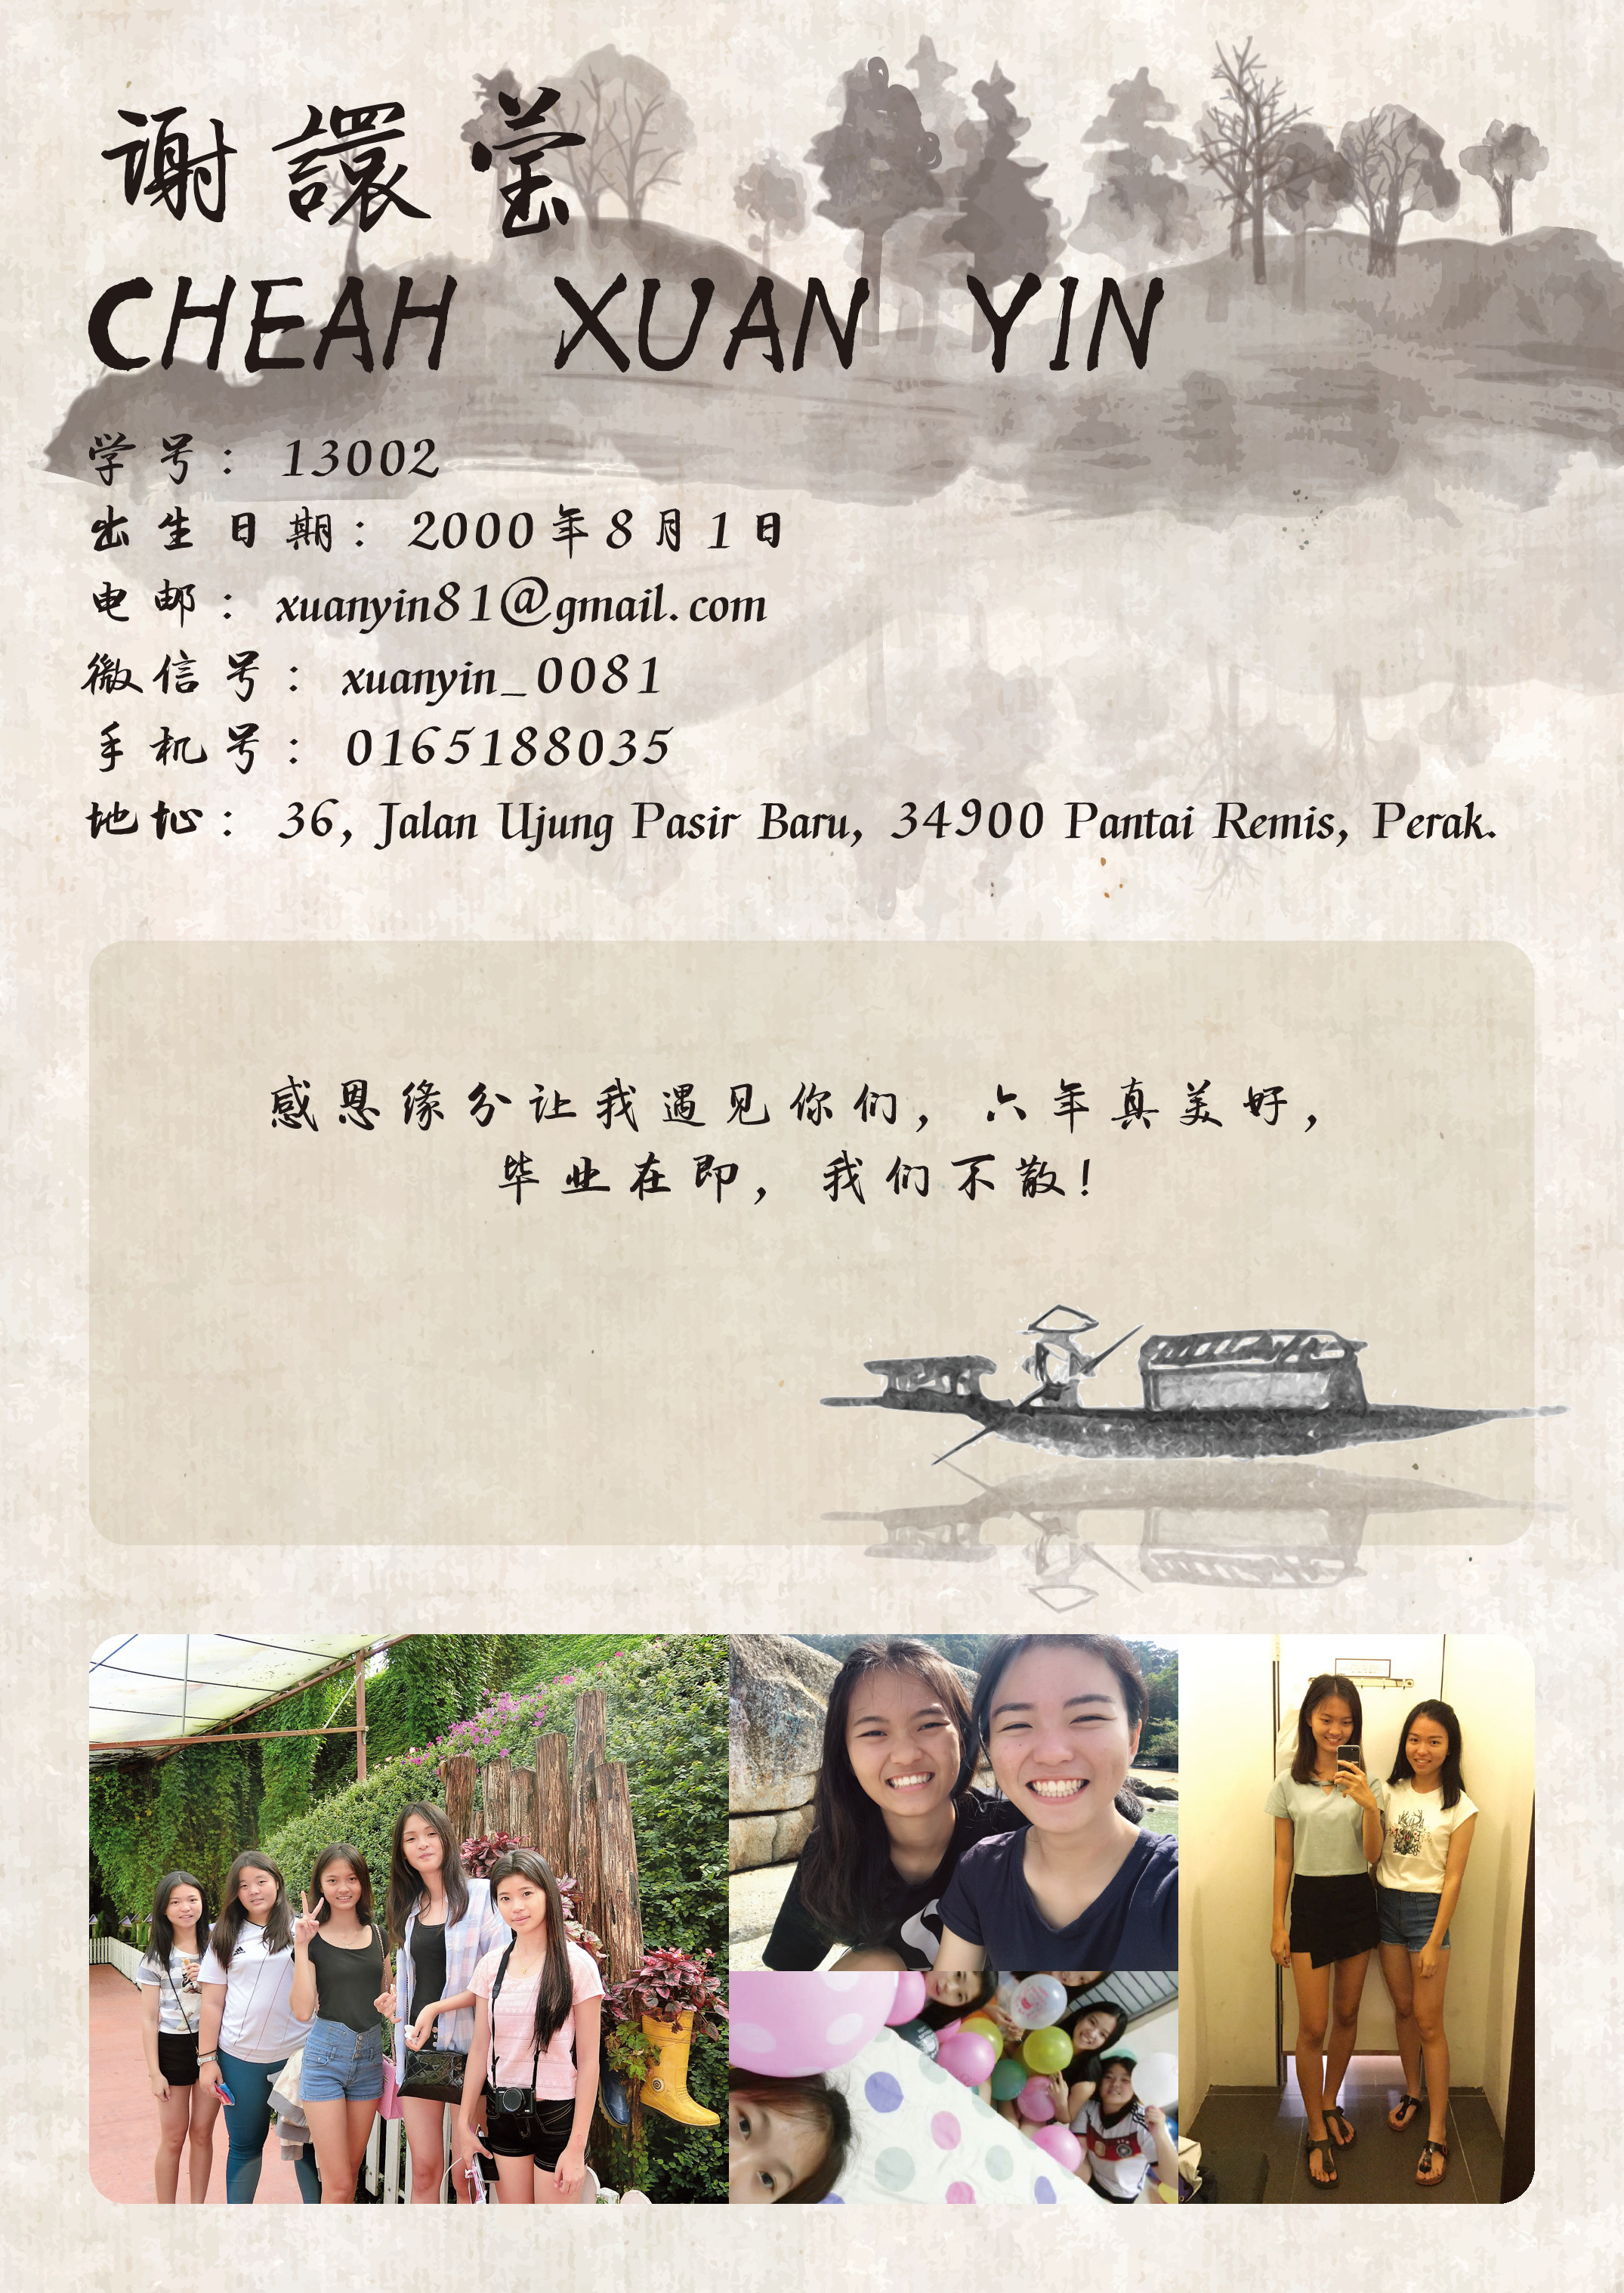 谢譞莹
CHEAH XUAN YIN
学号: 13002
出生日期: 2000年8月1日
电邮: xuanyin81@gmail.com
微信号: xuanyin_0081
手机号: 0165188035
地址: 36, Jalan Ujung Pasir Baru, 34900 Pantai Remis, Perak.
感恩缘分让我遇见你们, 六年真美好,
毕业在即, 我们不散!